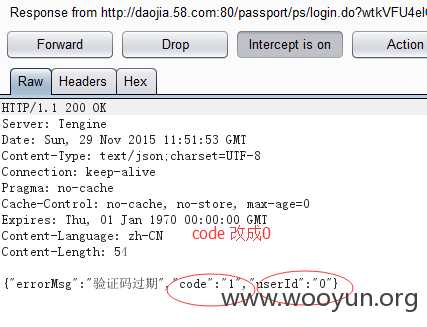 Response from http://daojia.58.com:80/passport/ps/login.do?wtkVFU4el
Forward Drop Intercept is on Action
Raw Headers Hex
HTTP/1.1 200 OK
Server: Tengine
Date: Sun, 29 Nov 2015 11:51:53 GMT
Content-Type: text/json;charset=UTF-8
Connection: keep-alive
Pragma: no-cache
Cache-Control: no-cache, no-store, max-age=0
Expires: Thu, 01 Jan 1970 00:00:00 GMT
Content-Language: zh-CN
code 改成0
Content-Length: 54
{"errorMsg":"验证码过期","code":"1","userId":"0"}
www.wooyun.org